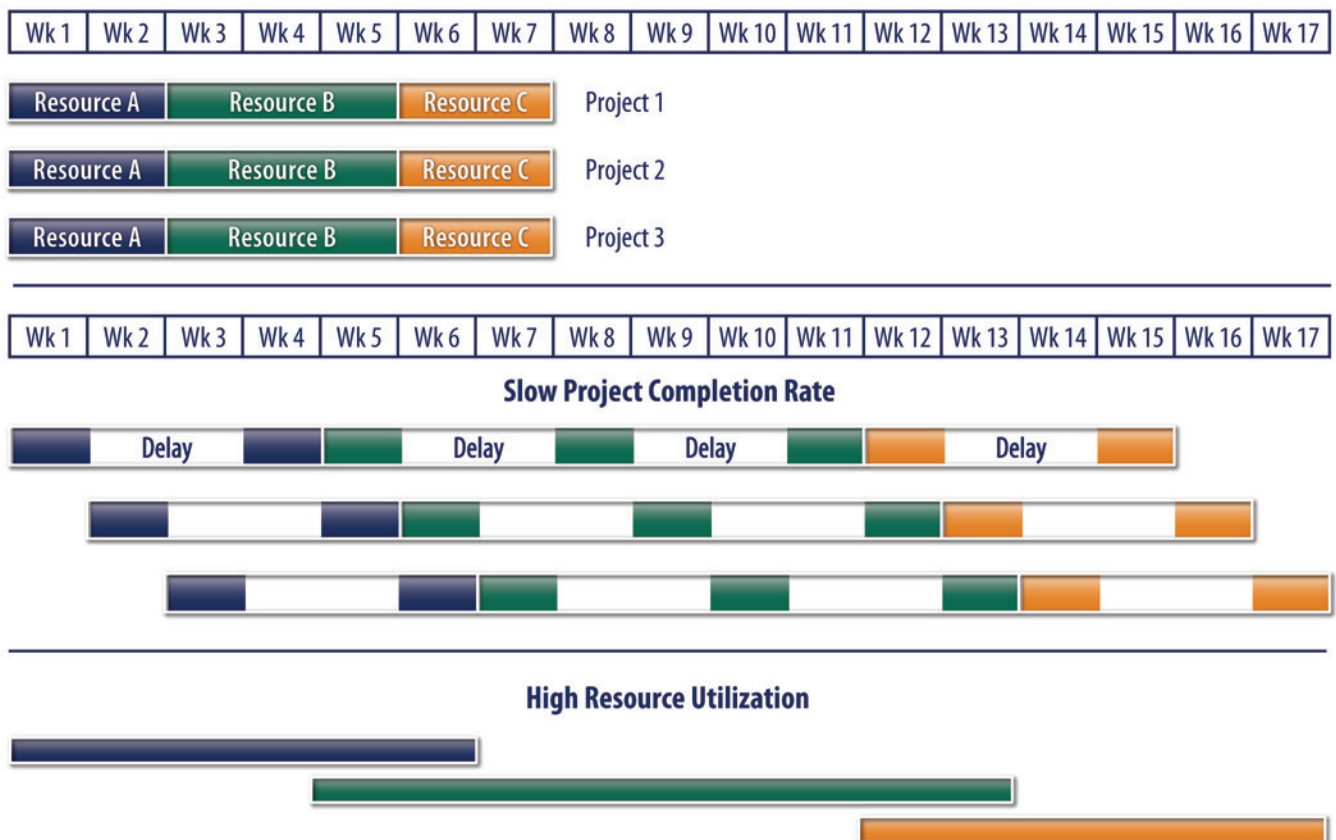 Wk 1 Wk 2 Wk 3 Wk 4 Wk 5 Wk 6 Wk 7 Wk 8 Wk 9 Wk 10 Wk 11 Wk 12 Wk 13 Wk 14 Wk 15 Wk 16 Wk 17
Resource A Resource B Resource C Project 1
Resource A Resource B Resource C Project 2
Resource A Resource B Resource C Project 3
Wk 1 Wk 2 Wk 3 Wk 4 Wk 5 Wk 6 Wk 7 Wk 8 Wk 9 Wk 10 Wk 11 Wk 12 Wk 13 Wk 14 Wk 15 Wk 16 Wk 17
Slow Project Completion Rate
Delay Delay Delay Delay
High Resource Utilization